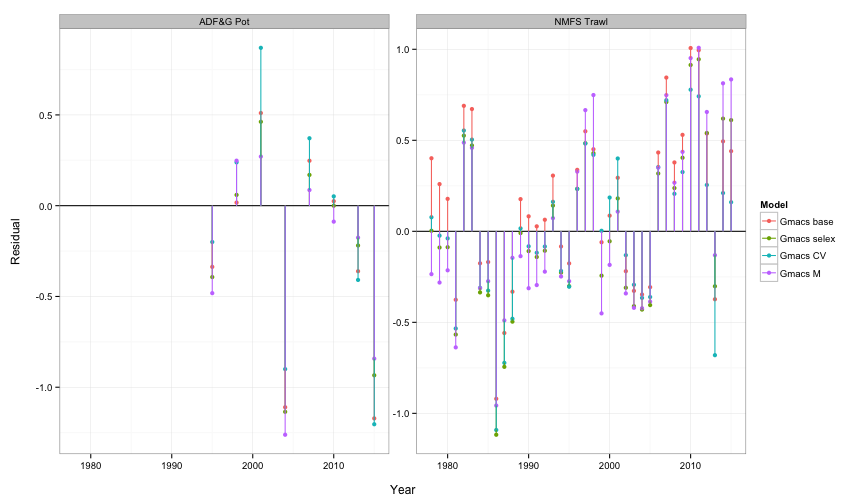 ADF&G Pot
NMFS Trawl
0.5
0.0
-0.5
-1.0
1.0
0.5
0.0
-0.5
-1.0
1980
1990
2000
2010
1980
1990
2000
2010
Residual
Year
Model
Gmacs base
Gmacs selex
Gmacs CV
Gmacs M